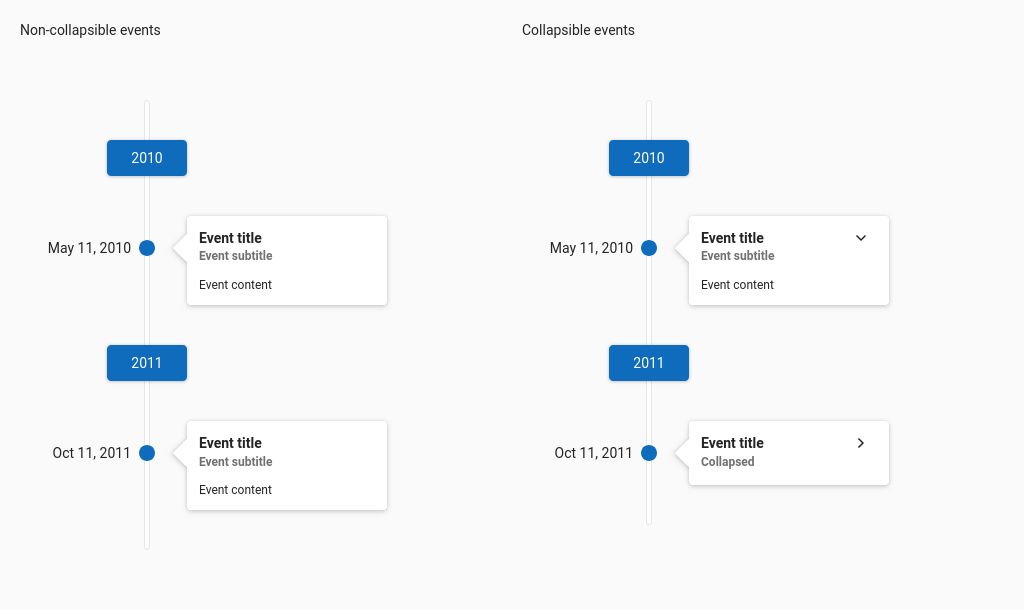 Non-collapsible events
2010
May 11, 2010
Event title
Event subtitle
Event content
2011
Oct 11, 2011
Event title
Event subtitle
Event content
Collapsible events
2010
May 11, 2010
Event title
Event subtitle
Event content
2011
Oct 11, 2011
Event title
Collapsed